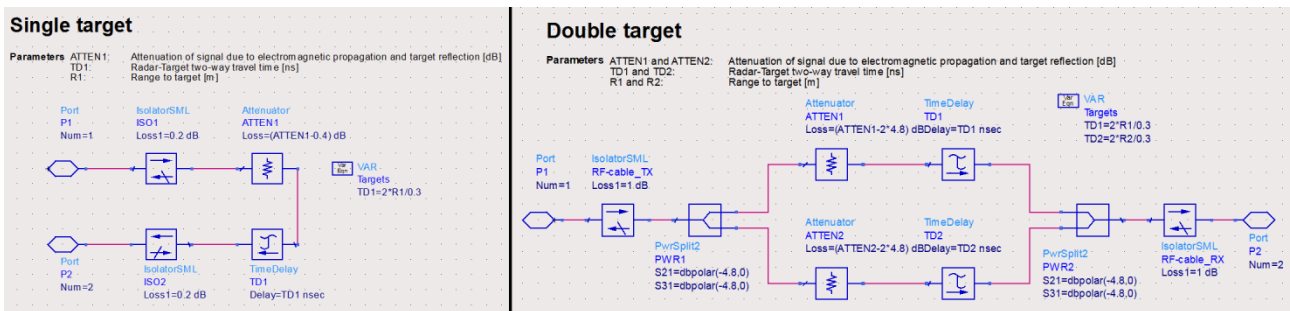 Single target
Parameters ATTEN1: Attenuation of signal due to electromagnetic propagation and target reflection [dB]
TD1: Radar-Target two-way travel time [ns]
R1: Range to target [m]
Port
P1
Num=1
IsolatorSML
ISO1
Loss1=0.2 dB
Attenuator
ATTEN1
Loss=(ATTEN1-0.4) dB
Var
Eqn
VAR
Targets
TD1=2*R1/0.3
Port
P2
Num=2
IsolatorSML
ISO2
Loss1=0.2 dB
TimeDelay
TD1
Delay=TD1 nsec
Double target
Parameters ATTEN1 and ATTEN2: Attenuation of signal due to electromagnetic propagation and target reflection [dB]
TD1 and TD2: Radar-Target two-way travel time [ns]
R1 and R2: Range to target [m]
Port
P1
Num=1
IsolatorSML
RF-cable_TX
Loss1=1 dB
PwrSplit2
PWR1
S21=dbpolar(-4.8,0)
S31=dbpolar(-4.8,0)
Attenuator
ATTEN1
Loss=(ATTEN1-2*4.8) dB
TimeDelay
TD1
Delay=TD1 nsec
Var
Eqn
VAR
Targets
TD1=2*R1/0.3
TD2=2*R2/0.3
Attenuator
ATTEN2
Loss=(ATTEN2-2*4.8) dB
TimeDelay
TD2
Delay=TD2 nsec
PwrSplit2
PWR2
S21=dbpolar(-4.8,0)
S31=dbpolar(-4.8,0)
IsolatorSML
RF-cable_RX
Loss1=1 dB
Port
P2
Num=2